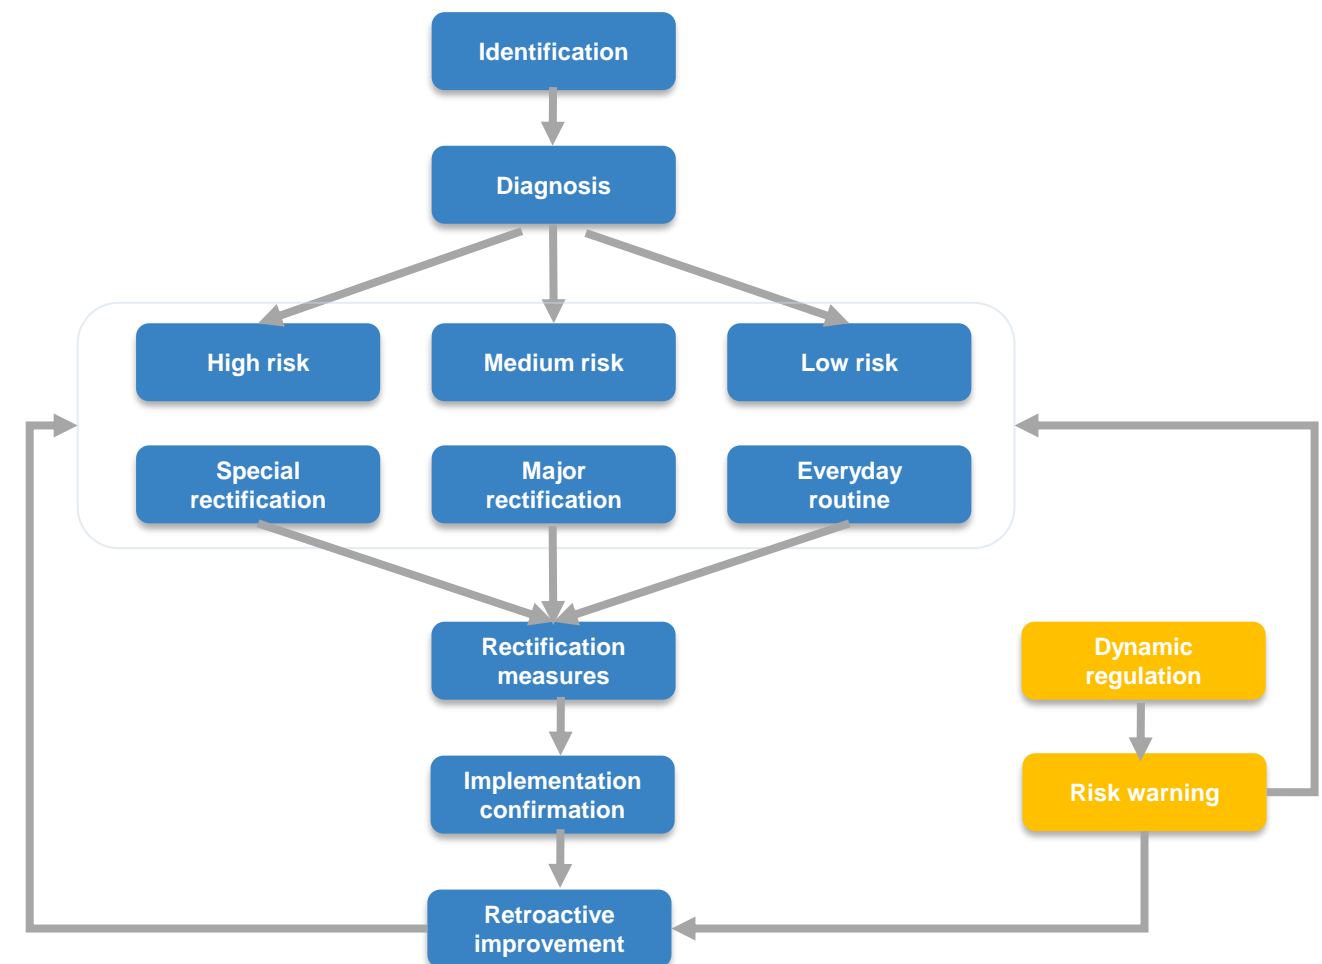 Identification
Diagnosis
High risk
Medium risk
Low risk
Special
rectification
Major
rectification
Everyday
routine
Rectification
measures
Dynamic
regulation
Implementation
confirmation
Risk warning
Retroactive
improvement